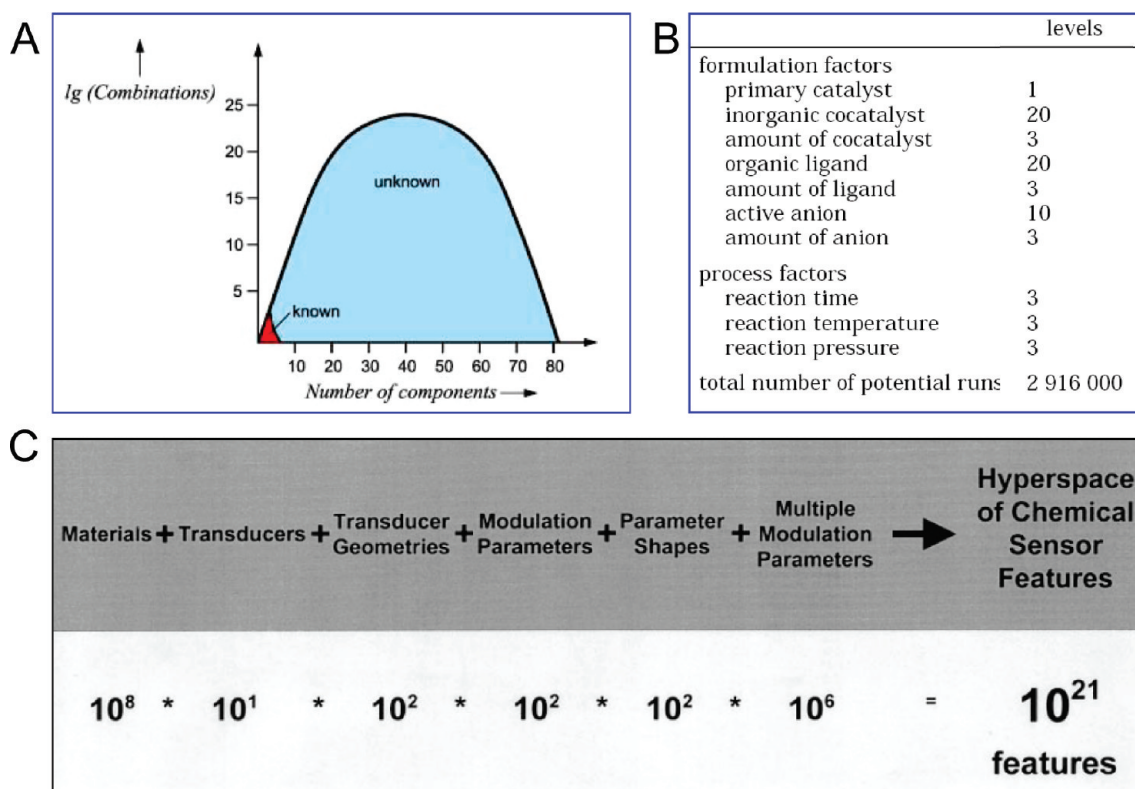 A
lg (Combinations)
25
20
15
10
5
unknown
known
10 20 30 40 50 60 70 80
Number of components
B
levels
formulation factors
primary catalyst 1
inorganic cocatalyst 20
amount of cocatalyst 3
organic ligand 20
amount of ligand 3
active anion 10
amount of anion 3
process factors
reaction time 3
reaction temperature 3
reaction pressure 3
total number of potential runs 2 916 000
C
Materials + Transducers + Transducer Geometries + Modulation Parameters + Parameter Shapes + Multiple Modulation Parameters
Hyperspace
of Chemical
Sensor
Features
10⁸ * 10¹ * 10² * 10² * 10² * 10⁶ = 10²¹
features